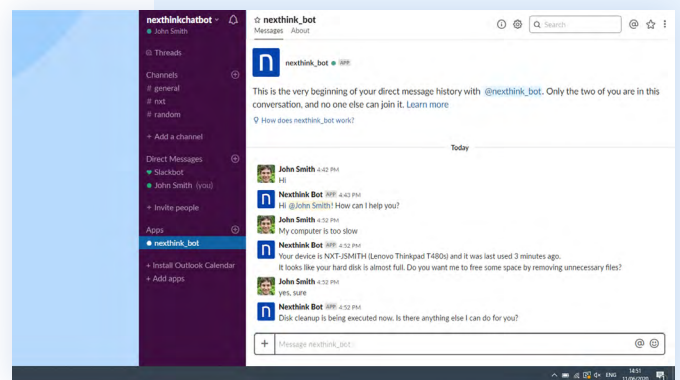 nexthinkchatbot
John Smith
Threads
Channels
# general
# nxt
# random
+ Add a channel
Direct Messages
Slackbot
John Smith (you)
+ Invite people
Apps
nexthink_bot
+ Install Outlook Calendar
+ Add apps
nexthink_bot
Messages About
Search
n
nexthink_bot APP
This is the very beginning of your direct message history with @nexthink_bot. Only the two of you are in this
conversation, and no one else can join it. Learn more
How does nexthink_bot work?
Today
John Smith 4:42 PM
Hi
n
Nexthink Bot APP 4:43 PM
Hi @John Smith! How can I help you?
John Smith 4:52 PM
My computer is too slow
n
Nexthink Bot APP 4:52 PM
Your device is NXT-JSMITH (Lenovo Thinkpad T480s) and it was last used 3 minutes ago.
It looks like your hard disk is almost full. Do you want me to free some space by removing unnecessary files?
John Smith 4:52 PM
yes, sure
n
Nexthink Bot APP 4:52 PM
Disk cleanup is being executed now. Is there anything else I can do for you?
+ Message nexthink_bot
@
ENG
14:51
11/06/2020